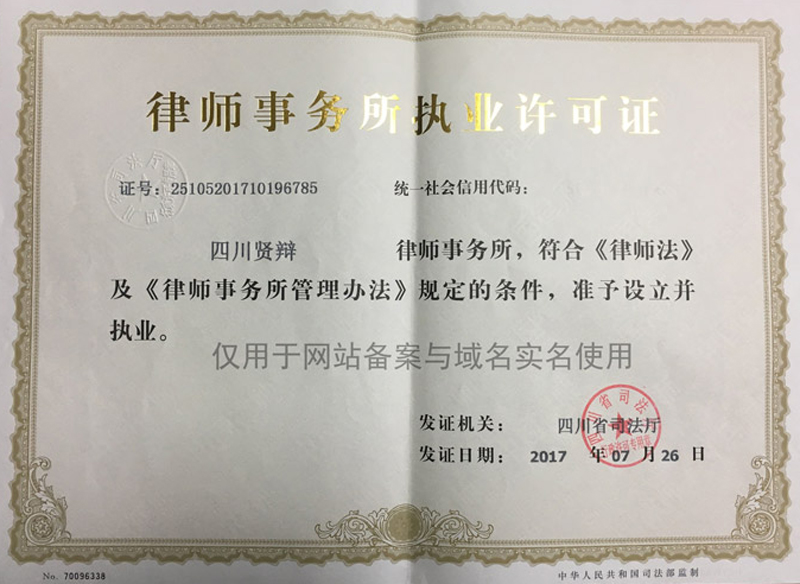 律师事务所执业许可证
证号：25105201710196785 统一社会信用代码：
四川贤辩 律师事务所，符合《律师法》
及《律师事务所管理办法》规定的条件，准予设立并
执业。
仅用于网站备案与域名实名使用
发证机关： 四川省司法厅
发证日期： 2017 年 07 月 26 日
No. 70096338 中华人民共和国司法部监制